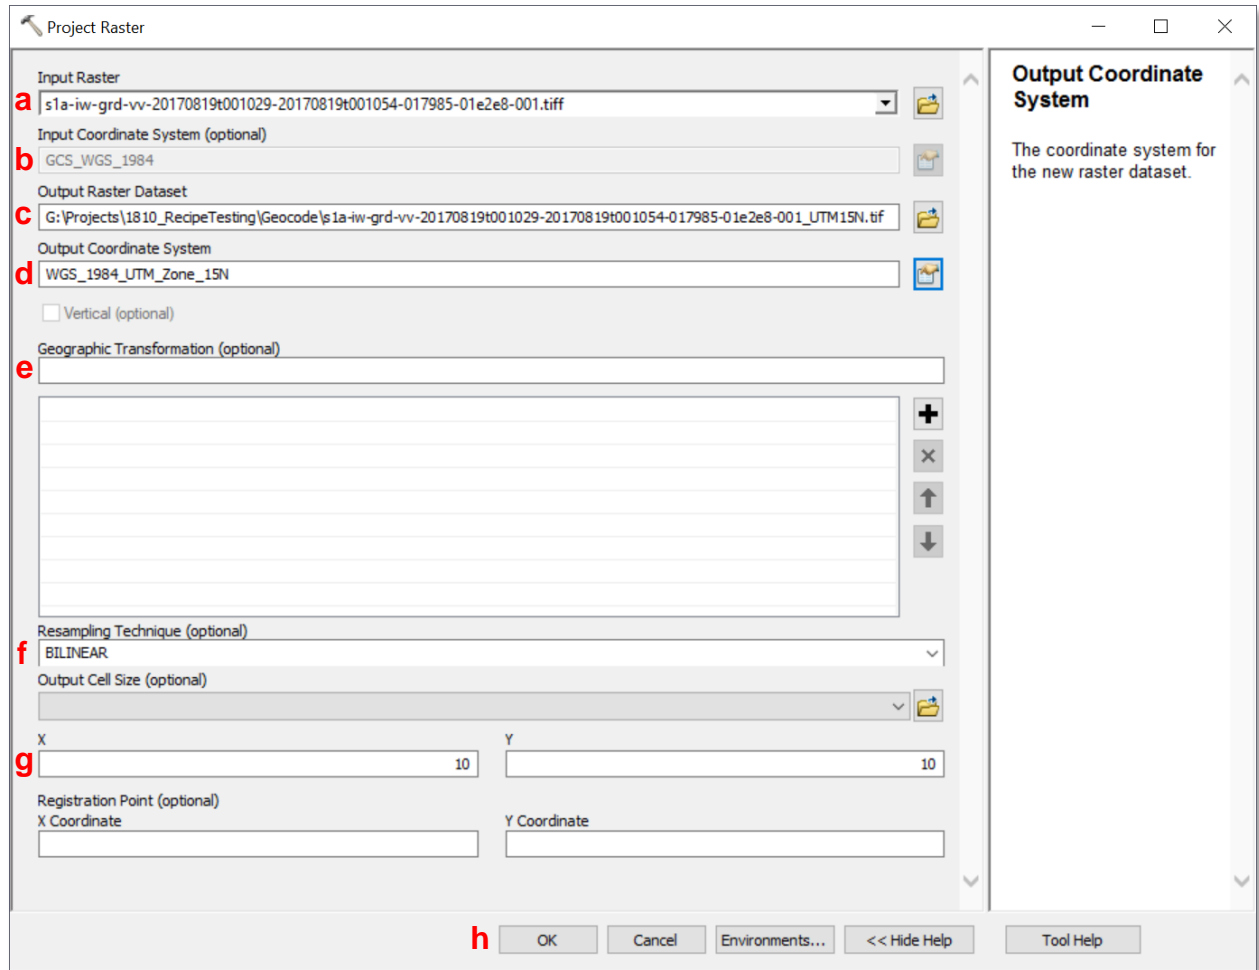 Project Raster
Input Raster
a s1a-iw-grd-vv-20170819t001029-20170819t001054-017985-01e2e8-001.tiff
Input Coordinate System (optional)
b GCS_WGS_1984
Output Raster Dataset
c G:\Projects\1810_RecipeTesting\Geocode\s1a-iw-grd-vv-20170819t001029-20170819t001054-017985-01e2e8-001_UTM15N.tif
Output Coordinate System
d WGS_1984_UTM_Zone_15N
Vertical (optional)
Geographic Transformation (optional)
e
Resampling Technique (optional)
f BILINEAR
Output Cell Size (optional)
X Y
g 10 10
Registration Point (optional)
X Coordinate Y Coordinate
h OK Cancel Environments... << Hide Help Tool Help
Output Coordinate
System
The coordinate system for
the new raster dataset.